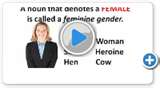 A noun that denotes a FEMALE
is called a feminine gender.
Woman
Heroine
Hen Cow